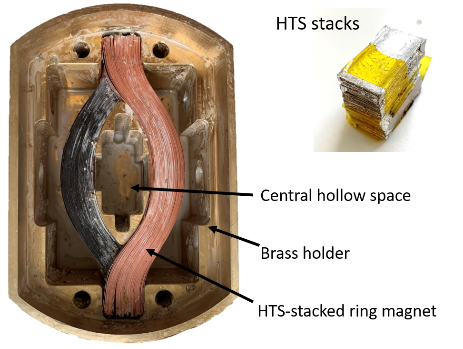 HTS stacks
Central hollow space
Brass holder
HTS-stacked ring magnet